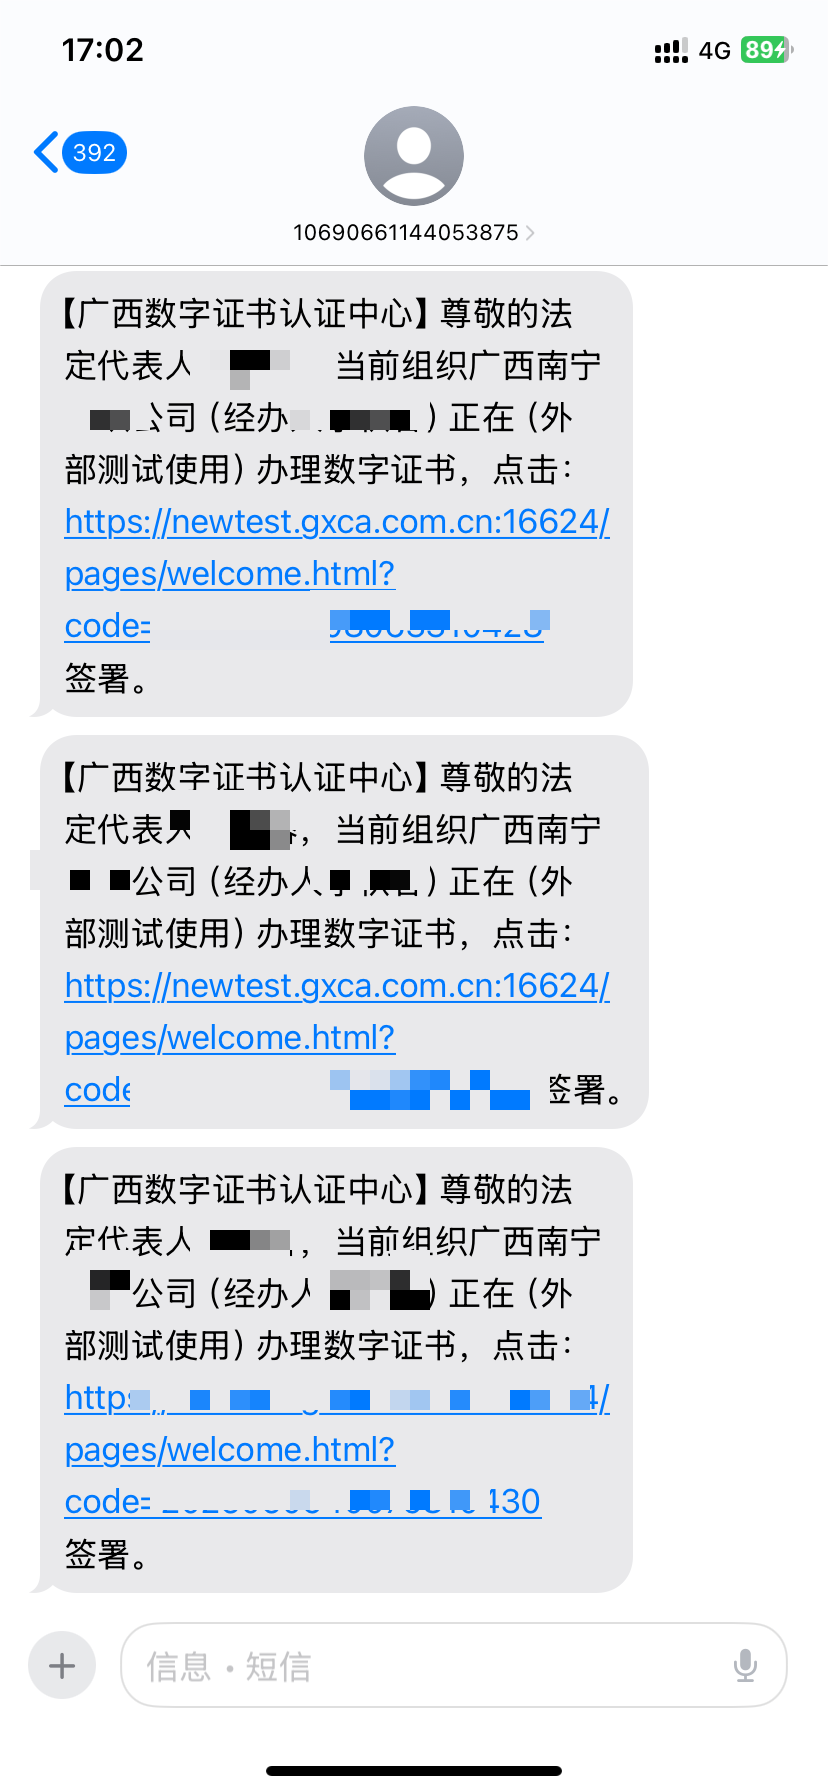 17:02
4G 89
392
10690661144053875
【广西数字证书认证中心】尊敬的法
定代表人 当前组织广西南宁
公司（经办 ）正在（外
部测试使用）办理数字证书，点击：
https://newtest.gxca.com.cn:16624/
pages/welcome.html?
code=
签署。
【广西数字证书认证中心】尊敬的法
定代表人 ，当前组织广西南宁
公司（经办人 ）正在（外
部测试使用）办理数字证书，点击：
https://newtest.gxca.com.cn:16624/
pages/welcome.html?
code 签署。
【广西数字证书认证中心】尊敬的法
定代表人 ，当前组织广西南宁
公司（经办人 ）正在（外
部测试使用）办理数字证书，点击：
https 4/
pages/welcome.html?
code= 430
签署。
信息·短信